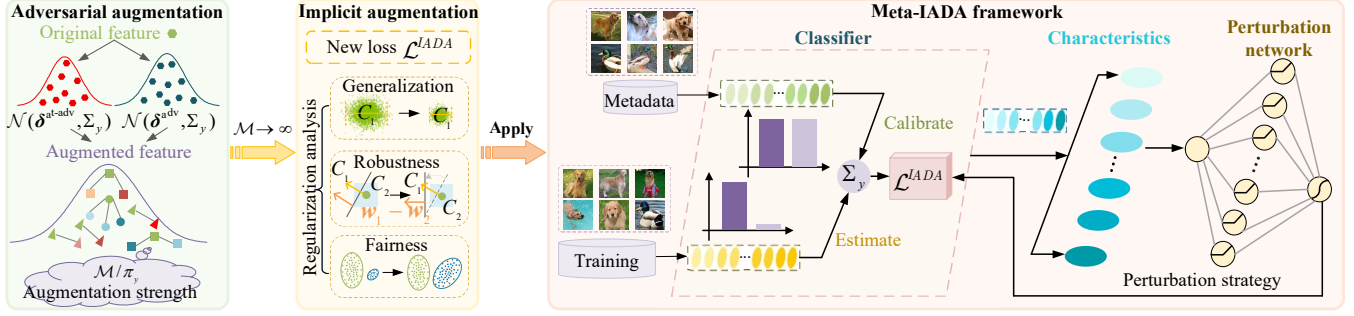 Adversarial augmentation
Original feature
𝒩(δ^at-adv, Σ_y) 𝒩(δ^adv, Σ_y)
Augmented feature
ℳ/π_y
Augmentation strength
ℳ→∞
Implicit augmentation
New loss ℒ^IADA
Regularization analysis
Generalization
C_1 C_1
Robustness
C_1 C_2 C_1 C_2
w_1 − w_2
Fairness
Apply
Meta-IADA framework
Classifier
Metadata
Training
Σ_y
Calibrate
ℒ^IADA
Estimate
Characteristics
Perturbation
network
Perturbation strategy